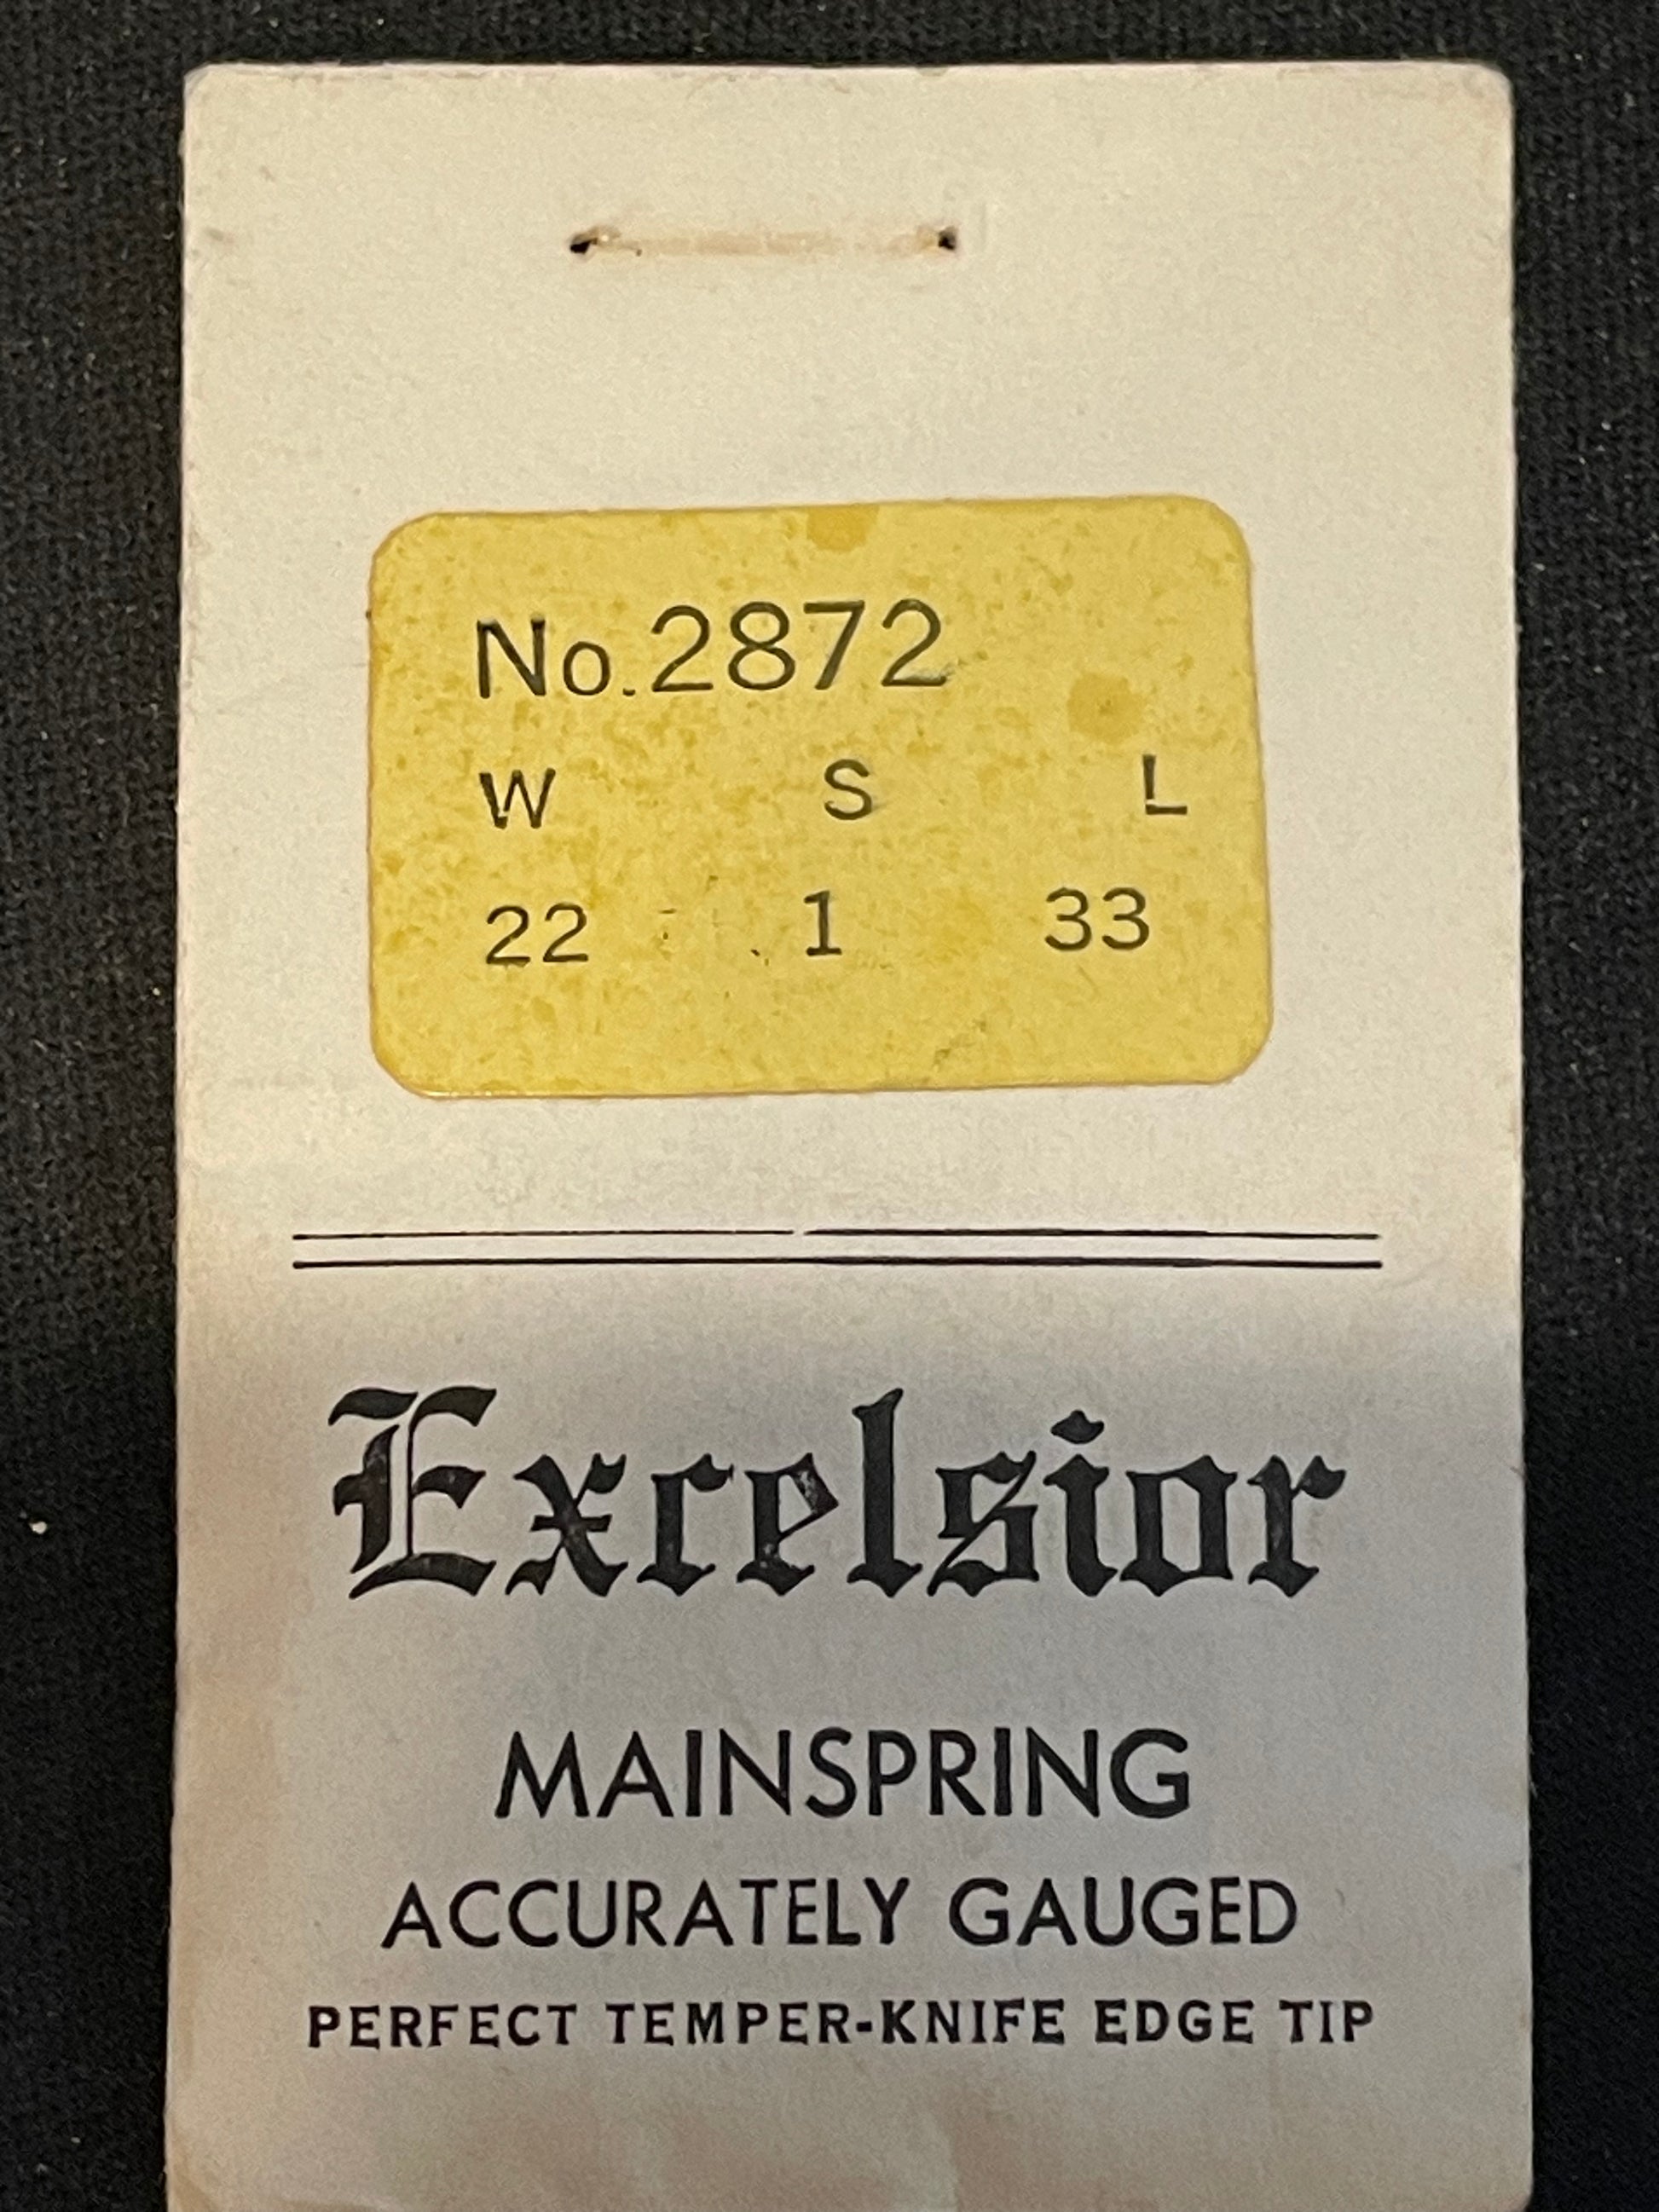 No.2872
W S L
22 1 33
Excelsior
MAINSPRING
ACCURATELY GAUGED
PERFECT TEMPER-KNIFE EDGE TIP